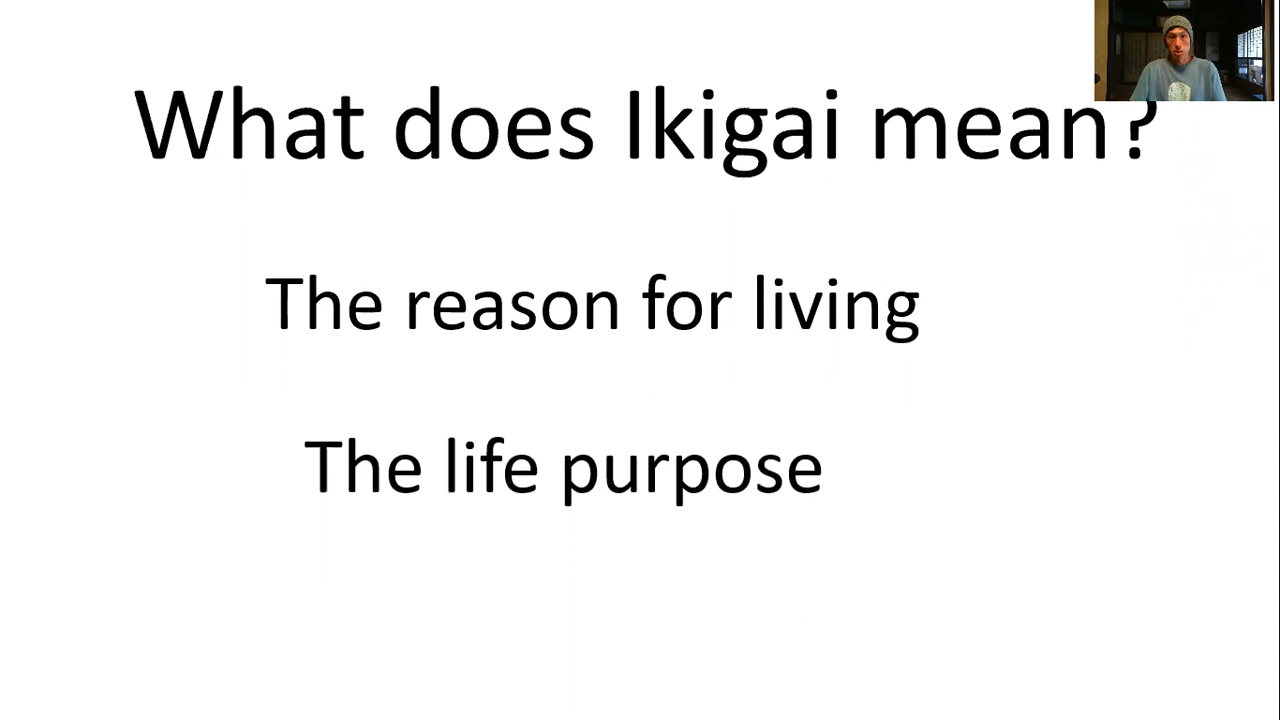 What does Ikigai mean?
The reason for living
The life purpose